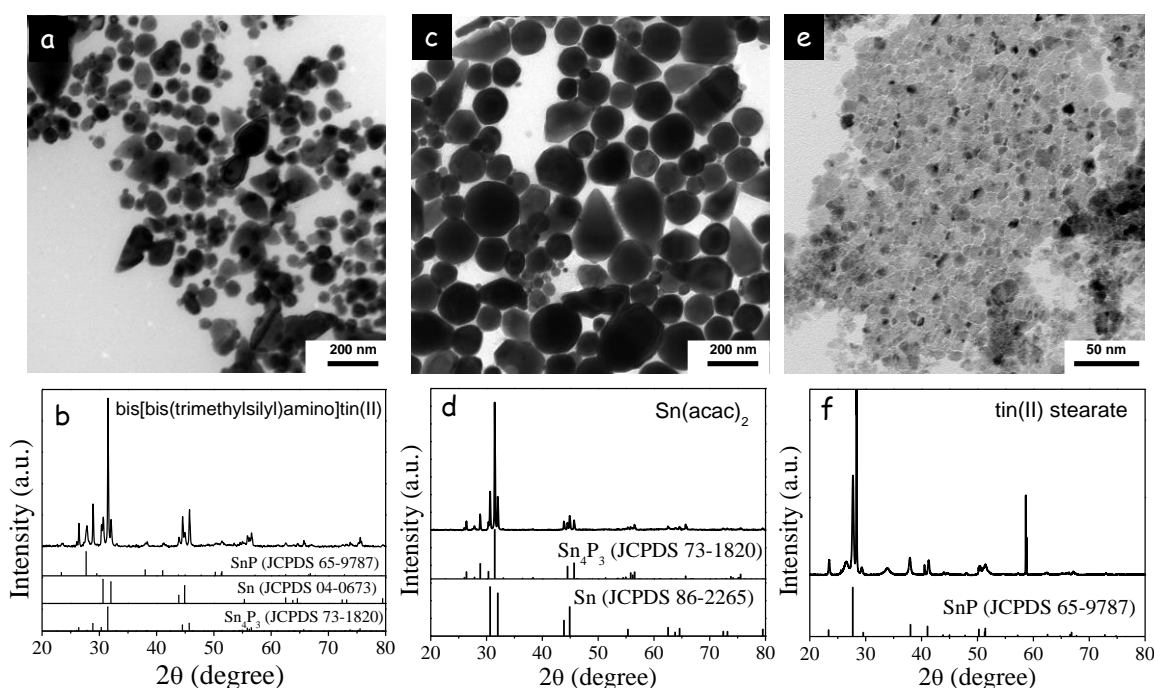 a
c
e
200 nm
200 nm
50 nm
b
bis[bis(trimethylsilyl)amino]tin(II)
Intensity (a.u.)
SnP (JCPDS 65-9787)
Sn (JCPDS 04-0673)
Sn₄P₃ (JCPDS 73-1820)
20 30 40 50 60 70 80
2θ (degree)
d
Sn(acac)₂
Intensity (a.u.)
Sn₄P₃ (JCPDS 73-1820)
Sn (JCPDS 86-2265)
20 30 40 50 60 70 80
2θ (degree)
f
tin(II) stearate
Intensity (a.u.)
SnP (JCPDS 65-9787)
20 30 40 50 60 70 80
2θ (degree)